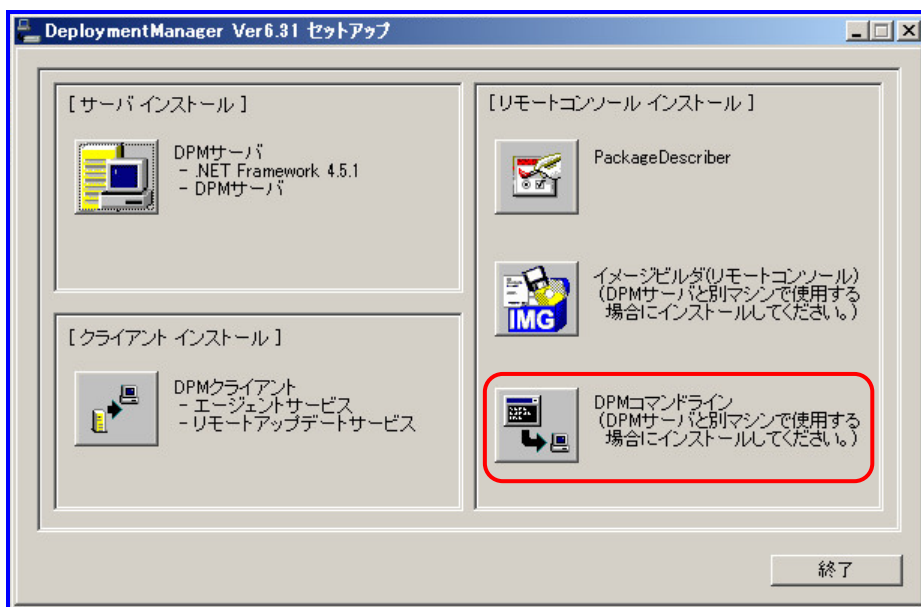 DeploymentManager Ver6.31 セットアップ
[ サーバ インストール ]
DPMサーバ
- .NET Framework 4.5.1
- DPMサーバ
[ クライアント インストール ]
DPMクライアント
- エージェントサービス
- リモートアップデートサービス
[ リモートコンソール インストール ]
PackageDescriber
IMG
イメージビルダ(リモートコンソール)
(DPMサーバと別マシンで使用する
場合にインストールしてください。)
DPMコマンドライン
(DPMサーバと別マシンで使用する
場合にインストールしてください。)
終了